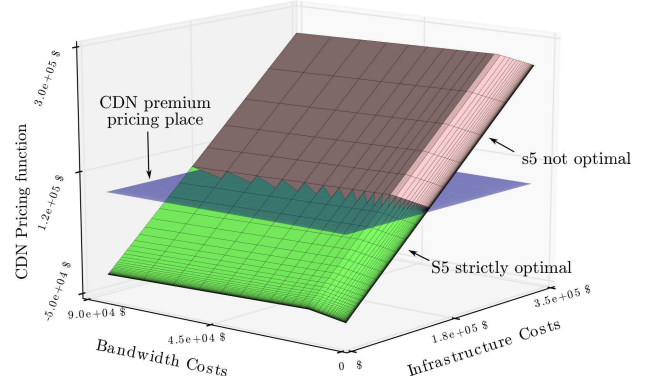 3.0e+05 $
CDN premium
pricing place
s5 not optimal
CDN Pricing function
1.2e+05 $
S5 strictly optimal
-5.0e+04 $
9.0e+04 $
3.5e+05 $
4.5e+04 $
1.8e+05 $
Bandwidth Costs
Infrastructure Costs
0 $